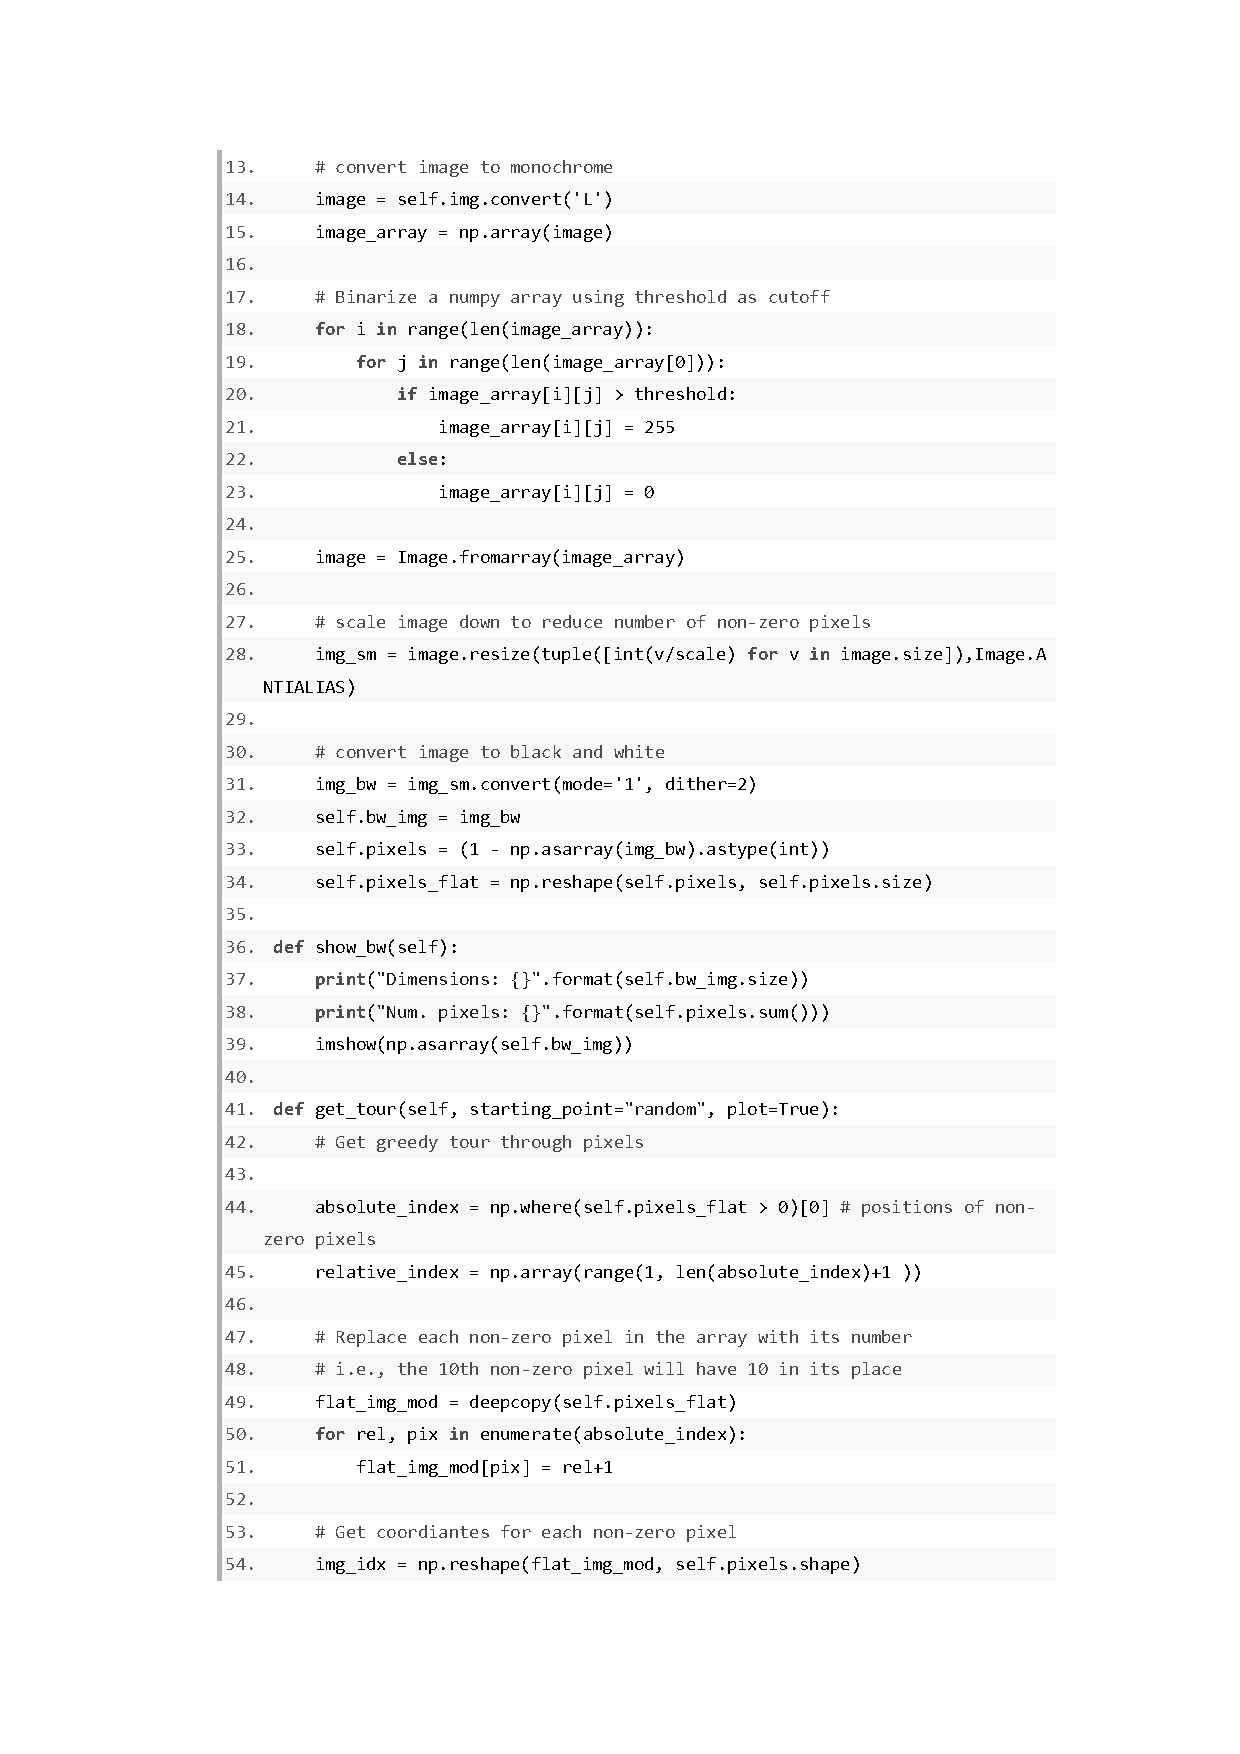 13.     # convert image to monochrome
14.     image = self.img.convert('L')
15.     image_array = np.array(image)
16.
17.     # Binarize a numpy array using threshold as cutoff
18.     for i in range(len(image_array)):
19.         for j in range(len(image_array[0])):
20.             if image_array[i][j] > threshold:
21.                 image_array[i][j] = 255
22.             else:
23.                 image_array[i][j] = 0
24.
25.     image = Image.fromarray(image_array)
26.
27.     # scale image down to reduce number of non-zero pixels
28.     img_sm = image.resize(tuple([int(v/scale) for v in image.size]),Image.A
NTIALIAS)
29.
30.     # convert image to black and white
31.     img_bw = img_sm.convert(mode='1', dither=2)
32.     self.bw_img = img_bw
33.     self.pixels = (1 - np.asarray(img_bw).astype(int))
34.     self.pixels_flat = np.reshape(self.pixels, self.pixels.size)
35.
36. def show_bw(self):
37.     print("Dimensions: {}".format(self.bw_img.size))
38.     print("Num. pixels: {}".format(self.pixels.sum()))
39.     imshow(np.asarray(self.bw_img))
40.
41. def get_tour(self, starting_point="random", plot=True):
42.     # Get greedy tour through pixels
43.
44.     absolute_index = np.where(self.pixels_flat > 0)[0] # positions of non-
zero pixels
45.     relative_index = np.array(range(1, len(absolute_index)+1 ))
46.
47.     # Replace each non-zero pixel in the array with its number
48.     # i.e., the 10th non-zero pixel will have 10 in its place
49.     flat_img_mod = deepcopy(self.pixels_flat)
50.     for rel, pix in enumerate(absolute_index):
51.         flat_img_mod[pix] = rel+1
52.
53.     # Get coordiantes for each non-zero pixel
54.     img_idx = np.reshape(flat_img_mod, self.pixels.shape)